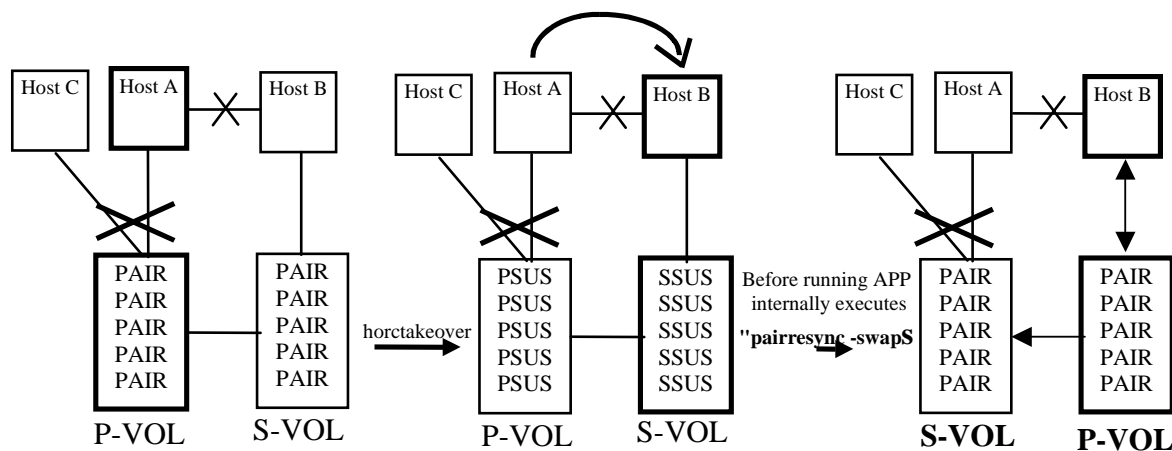 Host C
Host A
Host B
PAIR
PAIR
PAIR
PAIR
PAIR
P-VOL
PAIR
PAIR
PAIR
PAIR
PAIR
S-VOL
horctakeover
Host C
Host A
Host B
PSUS
PSUS
PSUS
PSUS
PSUS
P-VOL
SSUS
SSUS
SSUS
SSUS
SSUS
S-VOL
Before running APP
internally executes
"pairresync -swapS
Host C
Host A
Host B
PAIR
PAIR
PAIR
PAIR
PAIR
S-VOL
PAIR
PAIR
PAIR
PAIR
PAIR
P-VOL